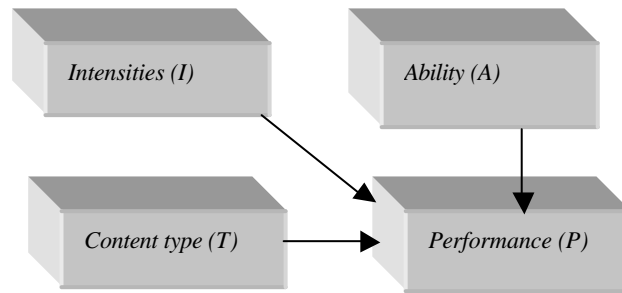 Intensities (I)
Ability (A)
Content type (T)
Performance (P)